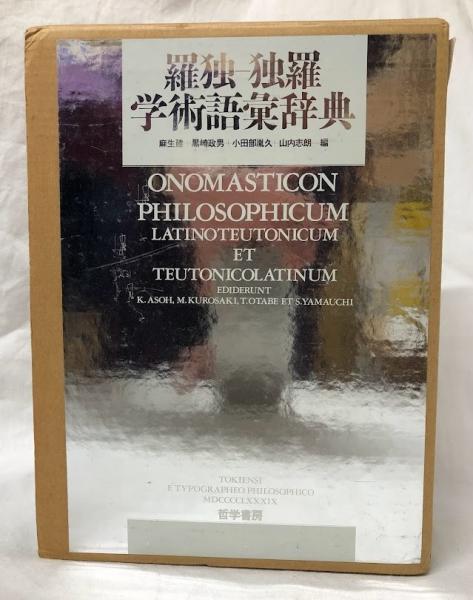 羅独-独羅
学術語彙辞典
麻生建+黒崎政男+小田部胤久+山内志朗=編
ONOMASTICON
PHILOSOPHICUM
LATINOTEUTONICUM
ET
TEUTONICOLATINUM
EDIDERUNT
K. ASOH, M. KUROSAKI, T. OTABE ET S. YAMAUCHI
TOKIENSI
E TYPOGRAPHEO PHILOSOPHICO
MDCCCCLXXXIX
哲学書房